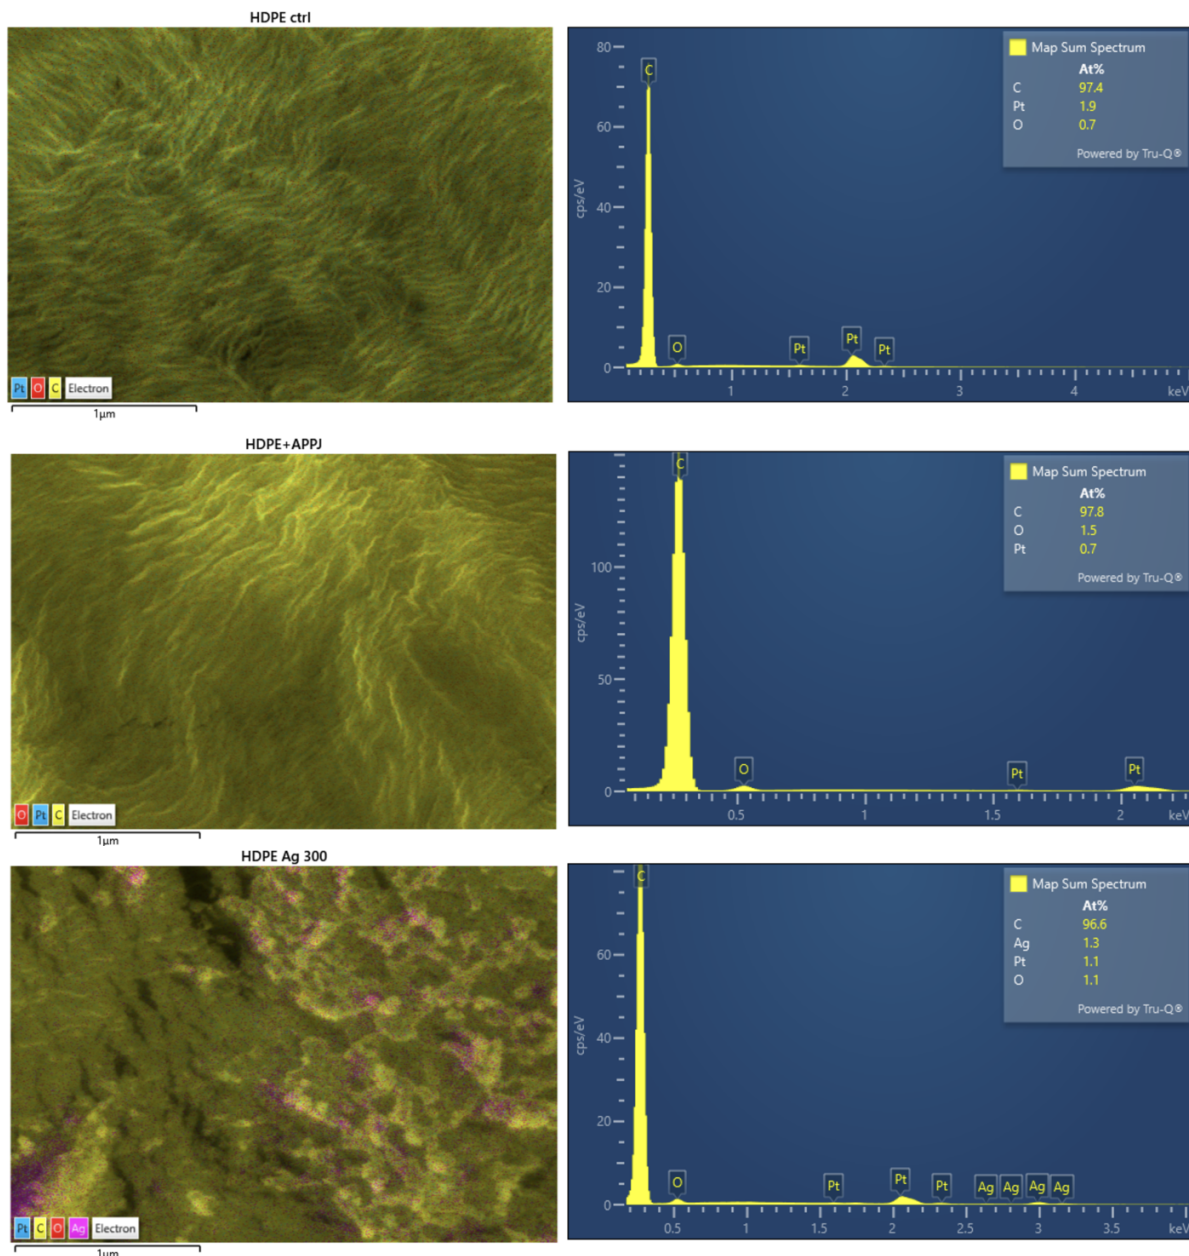 HDPE ctrl
Pt O C Electron
1μm
80
60
40
20
0
cps/eV
C
O
Pt
Pt
Pt
1
2
3
4
keV
Map Sum Spectrum
At%
C 97.4
Pt 1.9
O 0.7
Powered by Tru-Q®
HDPE+APPJ
O Pt C Electron
1μm
100
50
0
cps/eV
C
O
Pt
Pt
0.5
1
1.5
2
keV
Map Sum Spectrum
At%
C 97.8
O 1.5
Pt 0.7
Powered by Tru-Q®
HDPE Ag 300
Pt C O Ag Electron
1μm
60
40
20
0
cps/eV
C
O
Pt
Pt
Pt
Ag
Ag
Ag
Ag
0.5
1
1.5
2
2.5
3
3.5
keV
Map Sum Spectrum
At%
C 96.6
Ag 1.3
Pt 1.1
O 1.1
Powered by Tru-Q®